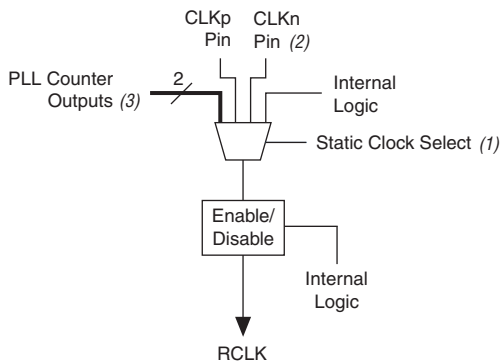 CLKp
Pin
CLKn
Pin (2)
PLL Counter
Outputs (3)
2
Internal
Logic
Static Clock Select (1)
Enable/
Disable
Internal
Logic
RCLK